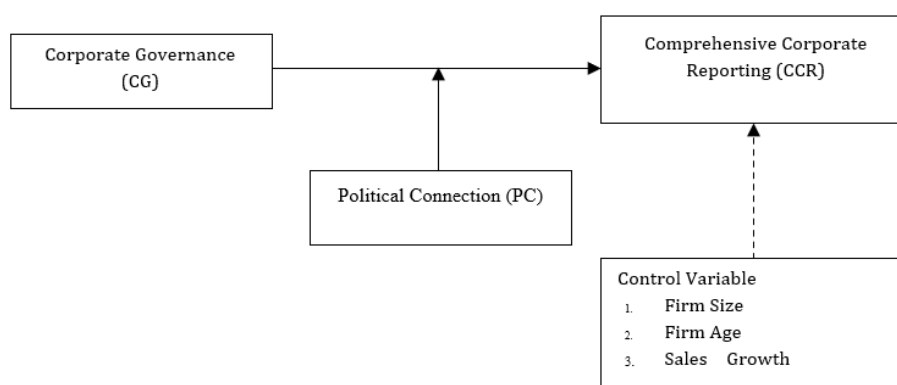 Corporate Governance
(CG)
Comprehensive Corporate
Reporting (CCR)
Political Connection (PC)
Control Variable
1. Firm Size
2. Firm Age
3. Sales Growth